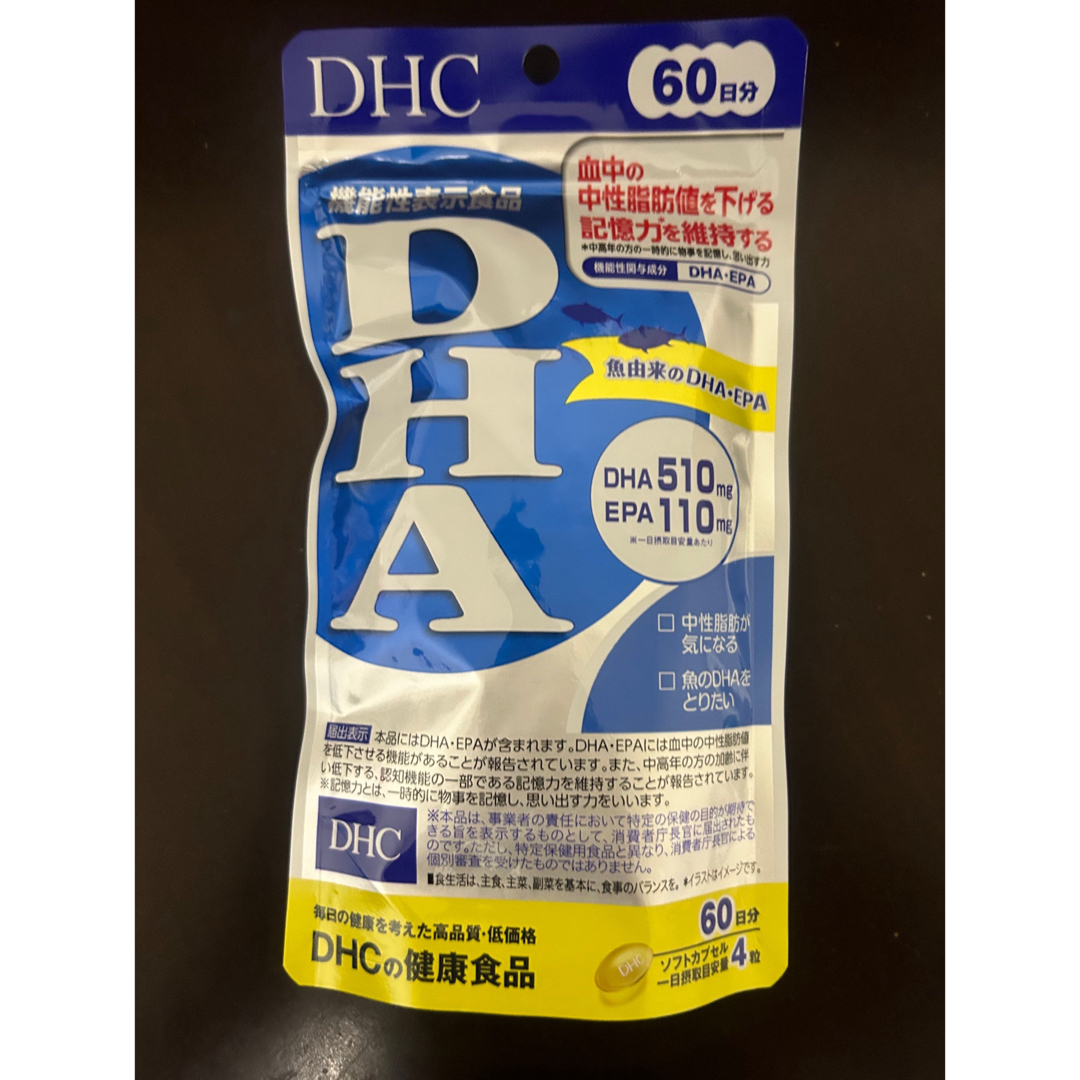 DHC
60日分
機能性表示食品
血中の
中性脂肪値を下げる
記憶力を維持する
*中高年の方の一時的に物事を記憶し、思い出す力
機能性関与成分 DHA・EPA
DHA
魚由来のDHA・EPA
DHA 510mg
EPA 110mg
※一日摂取目安量あたり
□ 中性脂肪が
気になる
□ 魚のDHAを
とりたい
届出表示 本品にはDHA・EPAが含まれます。DHA・EPAには血中の中性脂肪値
を低下させる機能があることが報告されています。また、中高年の方の加齢に伴
い低下する、認知機能の一部である記憶力を維持することが報告されています。
※記憶力とは、一時的に物事を記憶し、思い出す力をいいます。
DHC
※本品は、事業者の責任において特定の保健の目的が期待で
きる旨を表示するものとして、消費者庁長官に届出されたも
のです。ただし、特定保健用食品と異なり、消費者庁長官による
個別審査を受けたものではありません。
■食生活は、主食、主菜、副菜を基本に、食事のバランスを。 *イラストはイメージです。
毎日の健康を考えた高品質・低価格
DHCの健康食品
DHC
60日分
ソフトカプセル
一日摂取目安量 4粒